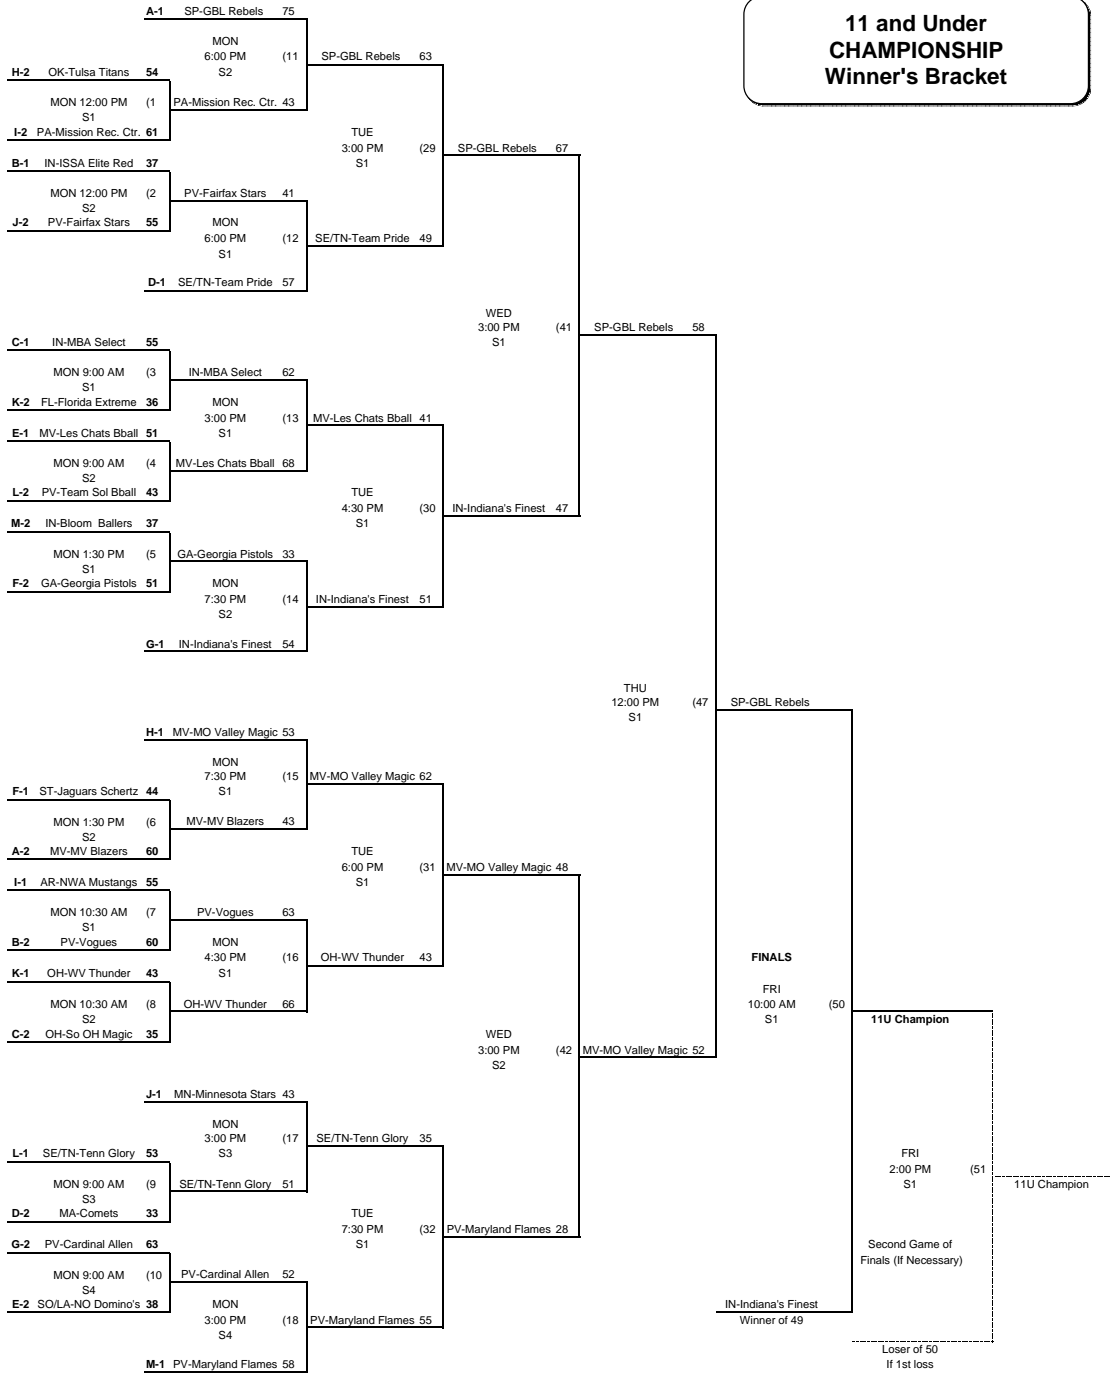 11 and Under
CHAMPIONSHIP
Winner's Bracket
A-1 SP-GBL Rebels 75
MON
6:00 PM (11
S2
SP-GBL Rebels 63
H-2 OK-Tulsa Titans 54
MON 12:00 PM (1
S1
PA-Mission Rec. Ctr. 43
I-2 PA-Mission Rec. Ctr. 61
TUE
3:00 PM (29
S1
SP-GBL Rebels 67
B-1 IN-ISSA Elite Red 37
MON 12:00 PM (2
S2
PV-Fairfax Stars 41
J-2 PV-Fairfax Stars 55
MON
6:00 PM (12
S1
SE/TN-Team Pride 49
D-1 SE/TN-Team Pride 57
WED
3:00 PM (41
S1
SP-GBL Rebels 58
C-1 IN-MBA Select 55
MON 9:00 AM (3
S1
IN-MBA Select 62
K-2 FL-Florida Extreme 36
MON
3:00 PM (13
S1
MV-Les Chats Bball 41
E-1 MV-Les Chats Bball 51
MON 9:00 AM (4
S2
MV-Les Chats Bball 68
L-2 PV-Team Sol Bball 43
TUE
4:30 PM (30
S1
IN-Indiana's Finest 47
M-2 IN-Bloom Ballers 37
MON 1:30 PM (5
S1
GA-Georgia Pistols 33
F-2 GA-Georgia Pistols 51
MON
7:30 PM (14
S2
IN-Indiana's Finest 51
G-1 IN-Indiana's Finest 54
THU
12:00 PM (47
S1
SP-GBL Rebels
H-1 MV-MO Valley Magic 53
MON
7:30 PM (15
S1
MV-MO Valley Magic 62
F-1 ST-Jaguars Schertz 44
MON 1:30 PM (6
S2
MV-MV Blazers 43
A-2 MV-MV Blazers 60
TUE
6:00 PM (31
S1
MV-MO Valley Magic 48
I-1 AR-NWA Mustangs 55
MON 10:30 AM (7
S1
PV-Vogues 63
B-2 PV-Vogues 60
MON
4:30 PM (16
S1
OH-WV Thunder 43
K-1 OH-WV Thunder 43
MON 10:30 AM (8
S2
OH-WV Thunder 66
C-2 OH-So OH Magic 35
FINALS
FRI
10:00 AM (50
S1
11U Champion
WED
3:00 PM (42
S2
MV-MO Valley Magic 52
J-1 MN-Minnesota Stars 43
MON
3:00 PM (17
S3
SE/TN-Tenn Glory 35
L-1 SE/TN-Tenn Glory 53
MON 9:00 AM (9
S3
SE/TN-Tenn Glory 51
D-2 MA-Comets 33
FRI
2:00 PM (51
S1
11U Champion
TUE
7:30 PM (32
S1
PV-Maryland Flames 28
G-2 PV-Cardinal Allen 63
MON 9:00 AM (10
S4
PV-Cardinal Allen 52
E-2 SO/LA-NO Domino's 38
Second Game of
Finals (If Necessary)
MON
3:00 PM (18
S4
PV-Maryland Flames 55
IN-Indiana's Finest
Winner of 49
M-1 PV-Maryland Flames 58
Loser of 50
If 1st loss